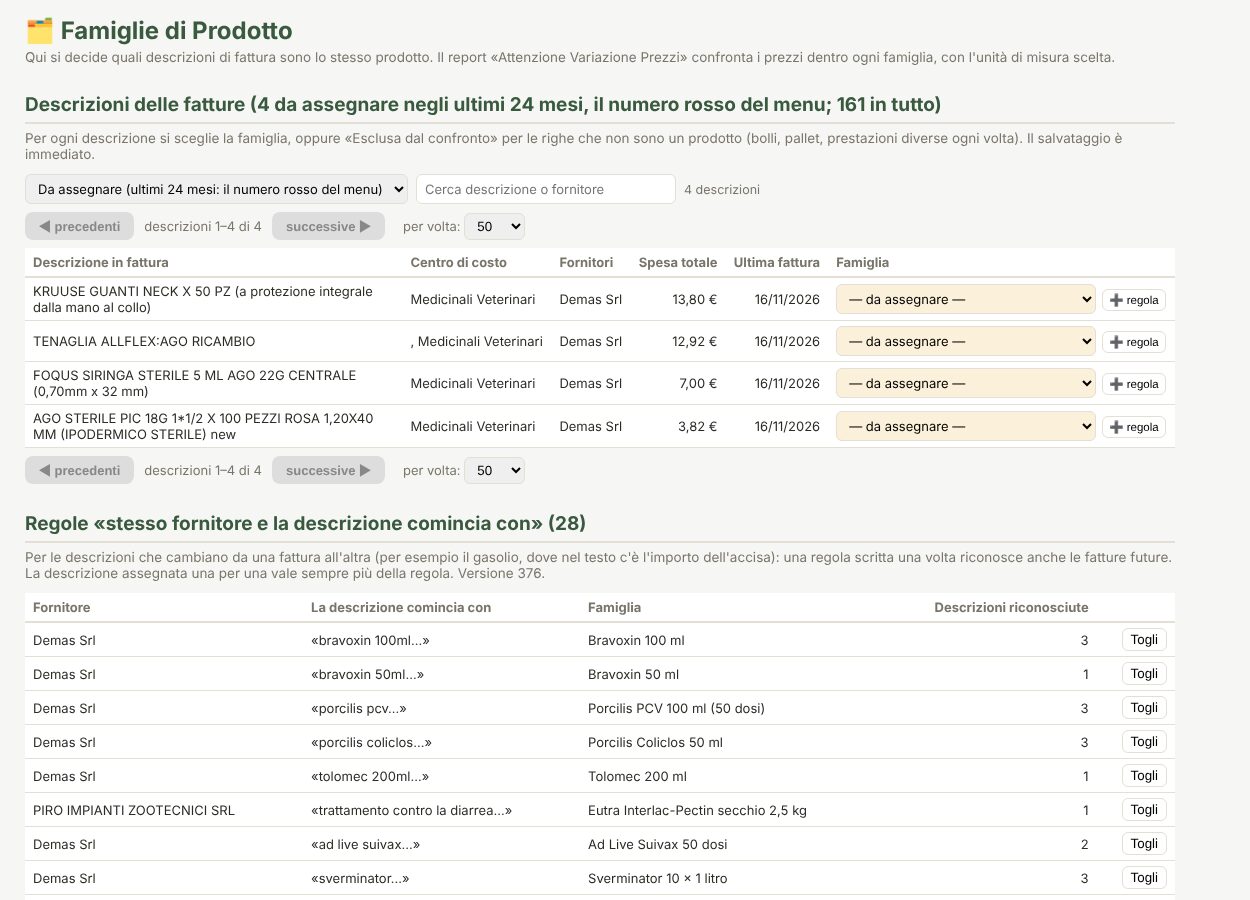 🗂️ Famiglie di Prodotto
Qui si decide quali descrizioni di fattura sono lo stesso prodotto. Il report «Attenzione Variazione Prezzi» confronta i prezzi dentro ogni famiglia, con l'unità di misura scelta.
Descrizioni delle fatture (4 da assegnare negli ultimi 24 mesi, il numero rosso del menu; 161 in tutto)
Per ogni descrizione si sceglie la famiglia, oppure «Esclusa dal confronto» per le righe che non sono un prodotto (bolli, pallet, prestazioni diverse ogni volta). Il salvataggio è
immediato.
Da assegnare (ultimi 24 mesi: il numero rosso del menu) Cerca descrizione o fornitore 4 descrizioni
◀ precedenti descrizioni 1–4 di 4 successive ▶ per volta: 50
Descrizione in fattura Centro di costo Fornitori Spesa totale Ultima fattura Famiglia
KRUUSE GUANTI NECK X 50 PZ (a protezione integrale
dalla mano al collo) Medicinali Veterinari Demas Srl 13,80 € 16/11/2026 — da assegnare — ➕ regola
TENAGLIA ALLFLEX:AGO RICAMBIO , Medicinali Veterinari Demas Srl 12,92 € 16/11/2026 — da assegnare — ➕ regola
FOQUS SIRINGA STERILE 5 ML AGO 22G CENTRALE
(0,70mm x 32 mm) Medicinali Veterinari Demas Srl 7,00 € 16/11/2026 — da assegnare — ➕ regola
AGO STERILE PIC 18G 1*1/2 X 100 PEZZI ROSA 1,20X40
MM (IPODERMICO STERILE) new Medicinali Veterinari Demas Srl 3,82 € 16/11/2026 — da assegnare — ➕ regola
◀ precedenti descrizioni 1–4 di 4 successive ▶ per volta: 50
Regole «stesso fornitore e la descrizione comincia con» (28)
Per le descrizioni che cambiano da una fattura all'altra (per esempio il gasolio, dove nel testo c'è l'importo dell'accisa): una regola scritta una volta riconosce anche le fatture future.
La descrizione assegnata una per una vale sempre più della regola. Versione 376.
Fornitore La descrizione comincia con Famiglia Descrizioni riconosciute
Demas Srl «bravoxin 100ml...» Bravoxin 100 ml 3 Togli
Demas Srl «bravoxin 50ml...» Bravoxin 50 ml 1 Togli
Demas Srl «porcilis pcv...» Porcilis PCV 100 ml (50 dosi) 3 Togli
Demas Srl «porcilis coliclos...» Porcilis Coliclos 50 ml 3 Togli
Demas Srl «tolomec 200ml...» Tolomec 200 ml 1 Togli
PIRO IMPIANTI ZOOTECNICI SRL «trattamento contro la diarrea...» Eutra Interlac-Pectin secchio 2,5 kg 1 Togli
Demas Srl «ad live suivax...» Ad Live Suivax 50 dosi 2 Togli
Demas Srl «sverminator...» Sverminator 10 × 1 litro 3 Togli